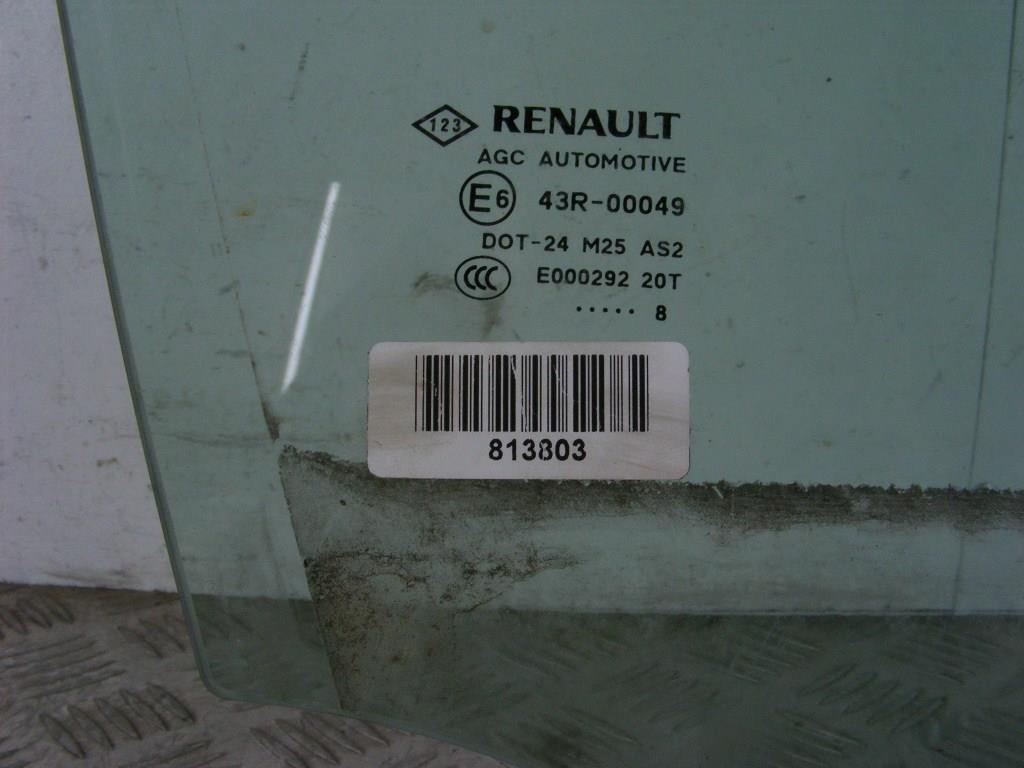 123 RENAULT
AGC AUTOMOTIVE
E6 43R-00049
DOT-24 M25 AS2
CCC E000292 20T
..... 8
813803